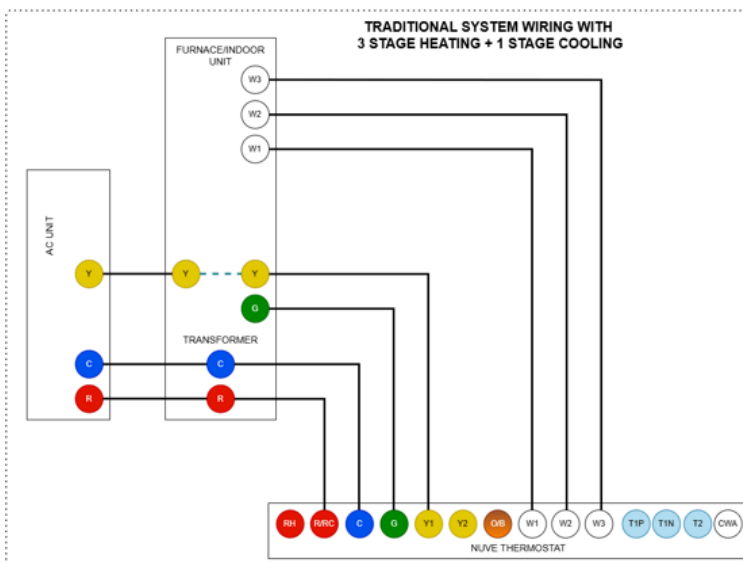 TRADITIONAL SYSTEM WIRING WITH
3 STAGE HEATING + 1 STAGE COOLING
FURNACE/INDOOR
UNIT
W3
W2
W1
AC UNIT
Y
Y
Y
G
TRANSFORMER
C
C
R
R
RH
R/RC
C
G
Y1
Y2
O/B
W1
W2
W3
T1P
T1N
T2
CWA
NUVE THERMOSTAT